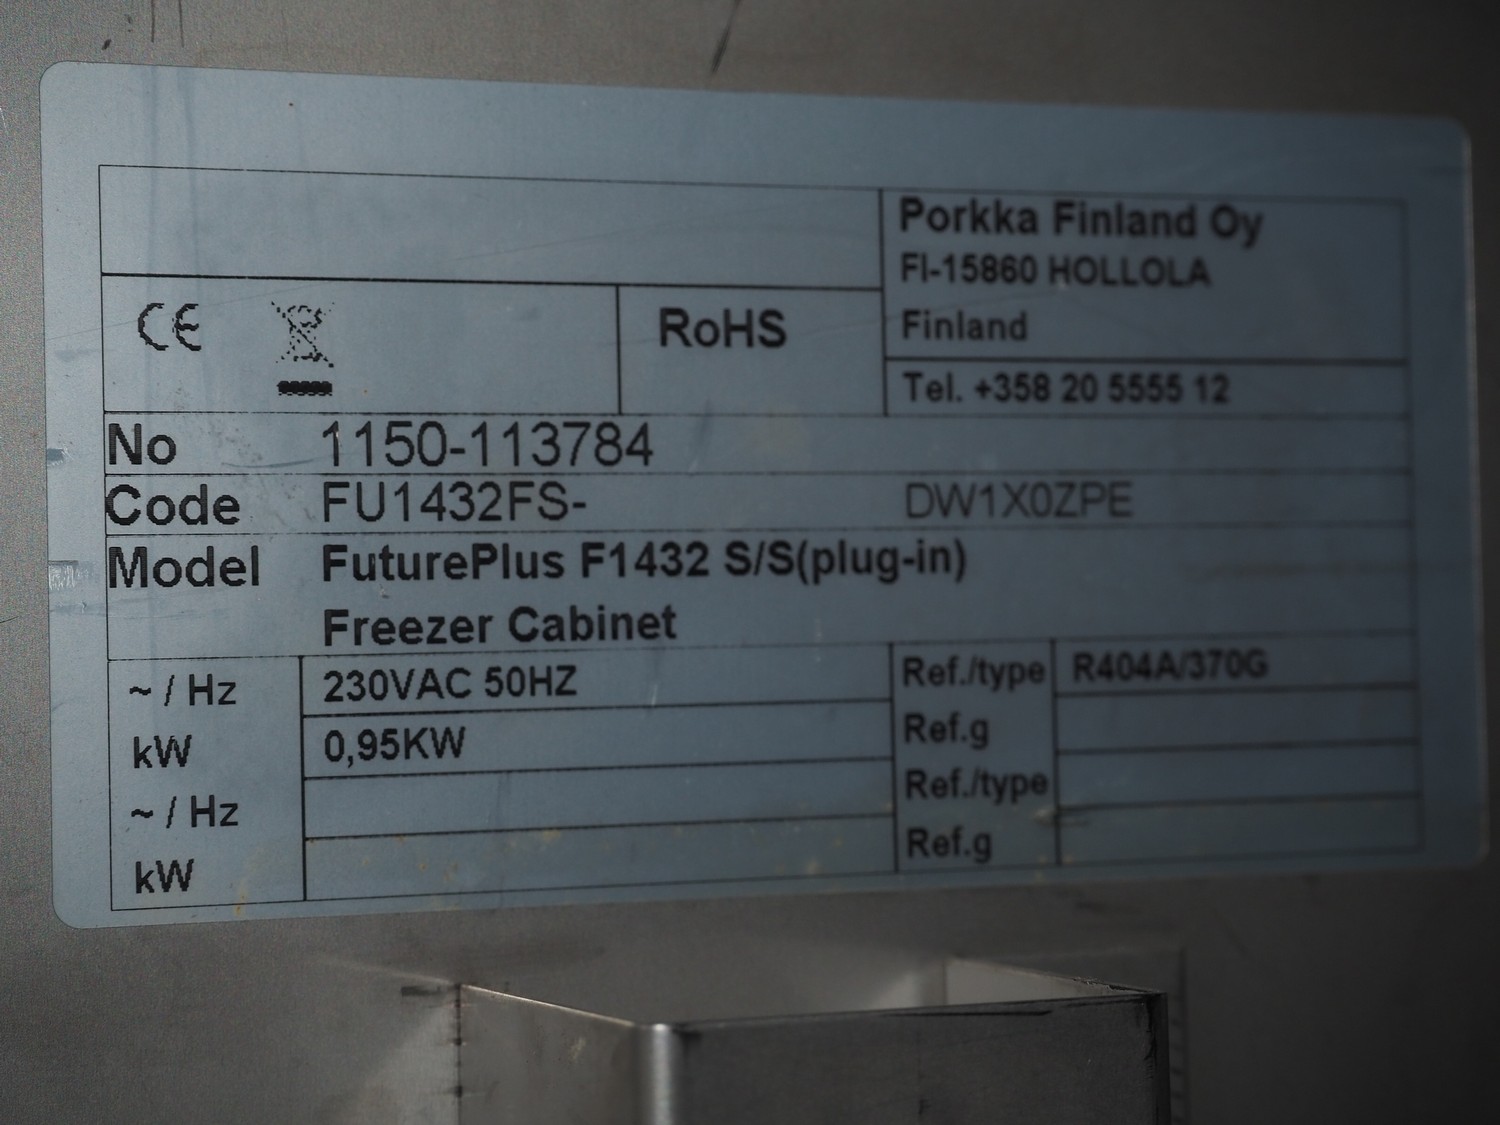 Porkka Finland Oy
FI-15860 HOLLOLA
Finland
CE RoHS
Tel. +358 20 5555 12
No 1150-113784
Code FU1432FS- DW1X0ZPE
Model FuturePlus F1432 S/S(plug-in)
Freezer Cabinet
~ / Hz 230VAC 50HZ Ref./type R404A/370G
kW 0,95KW Ref.g
~ / Hz Ref./type
kW Ref.g